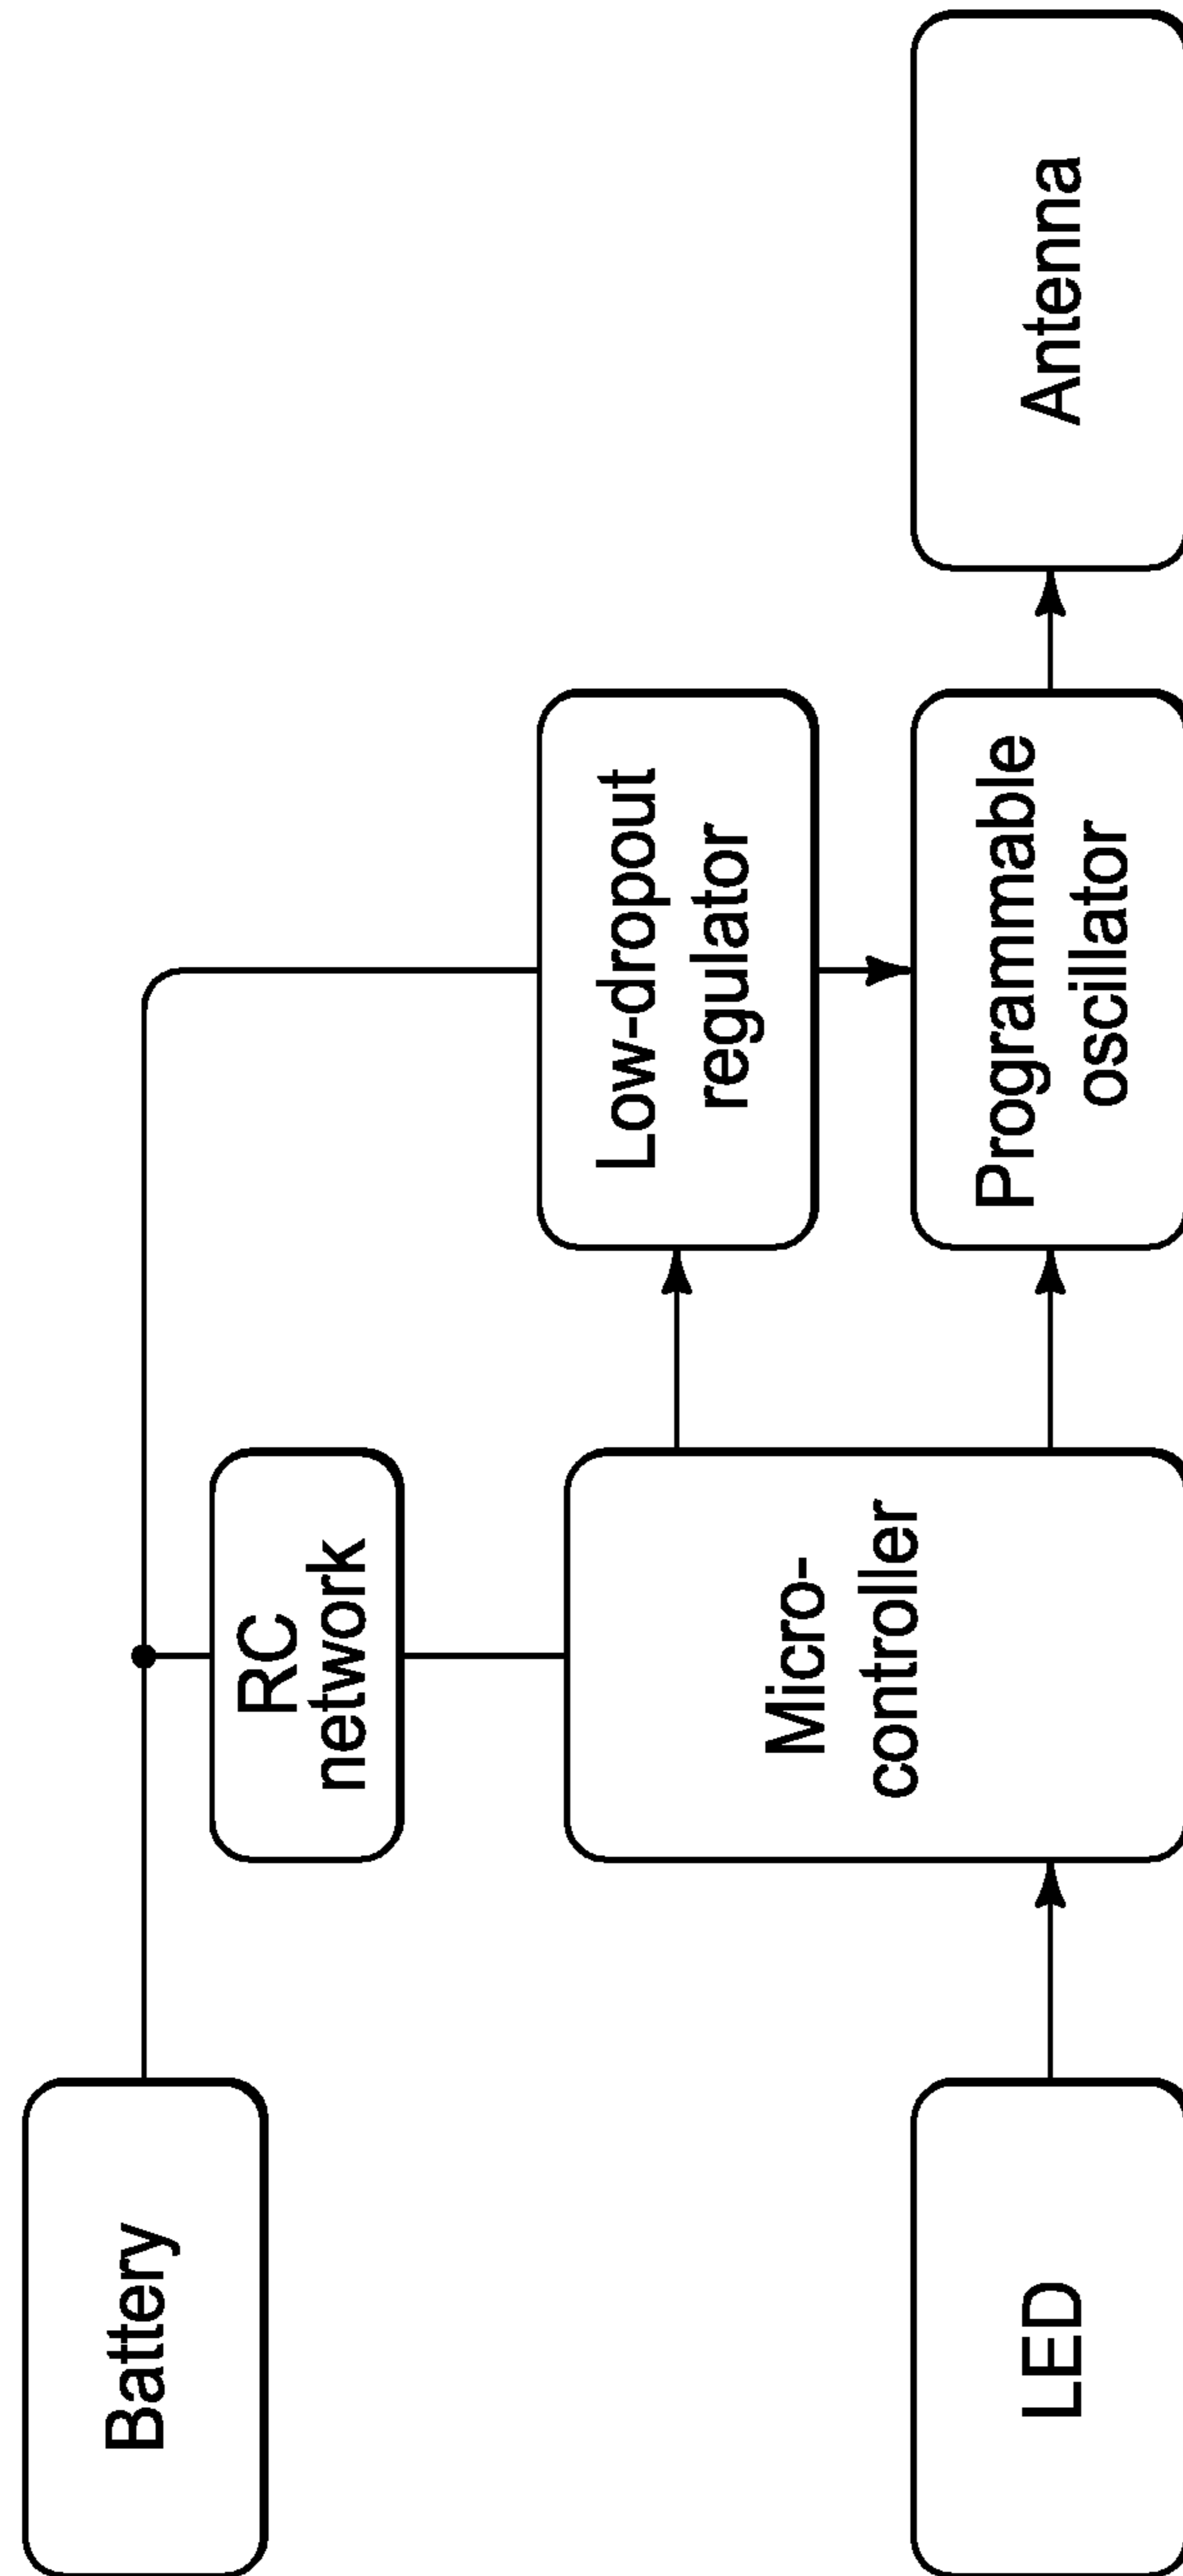 Battery
RC
network
Low-dropout
regulator
LED
Micro-
controller
Programmable
oscillator
Antenna